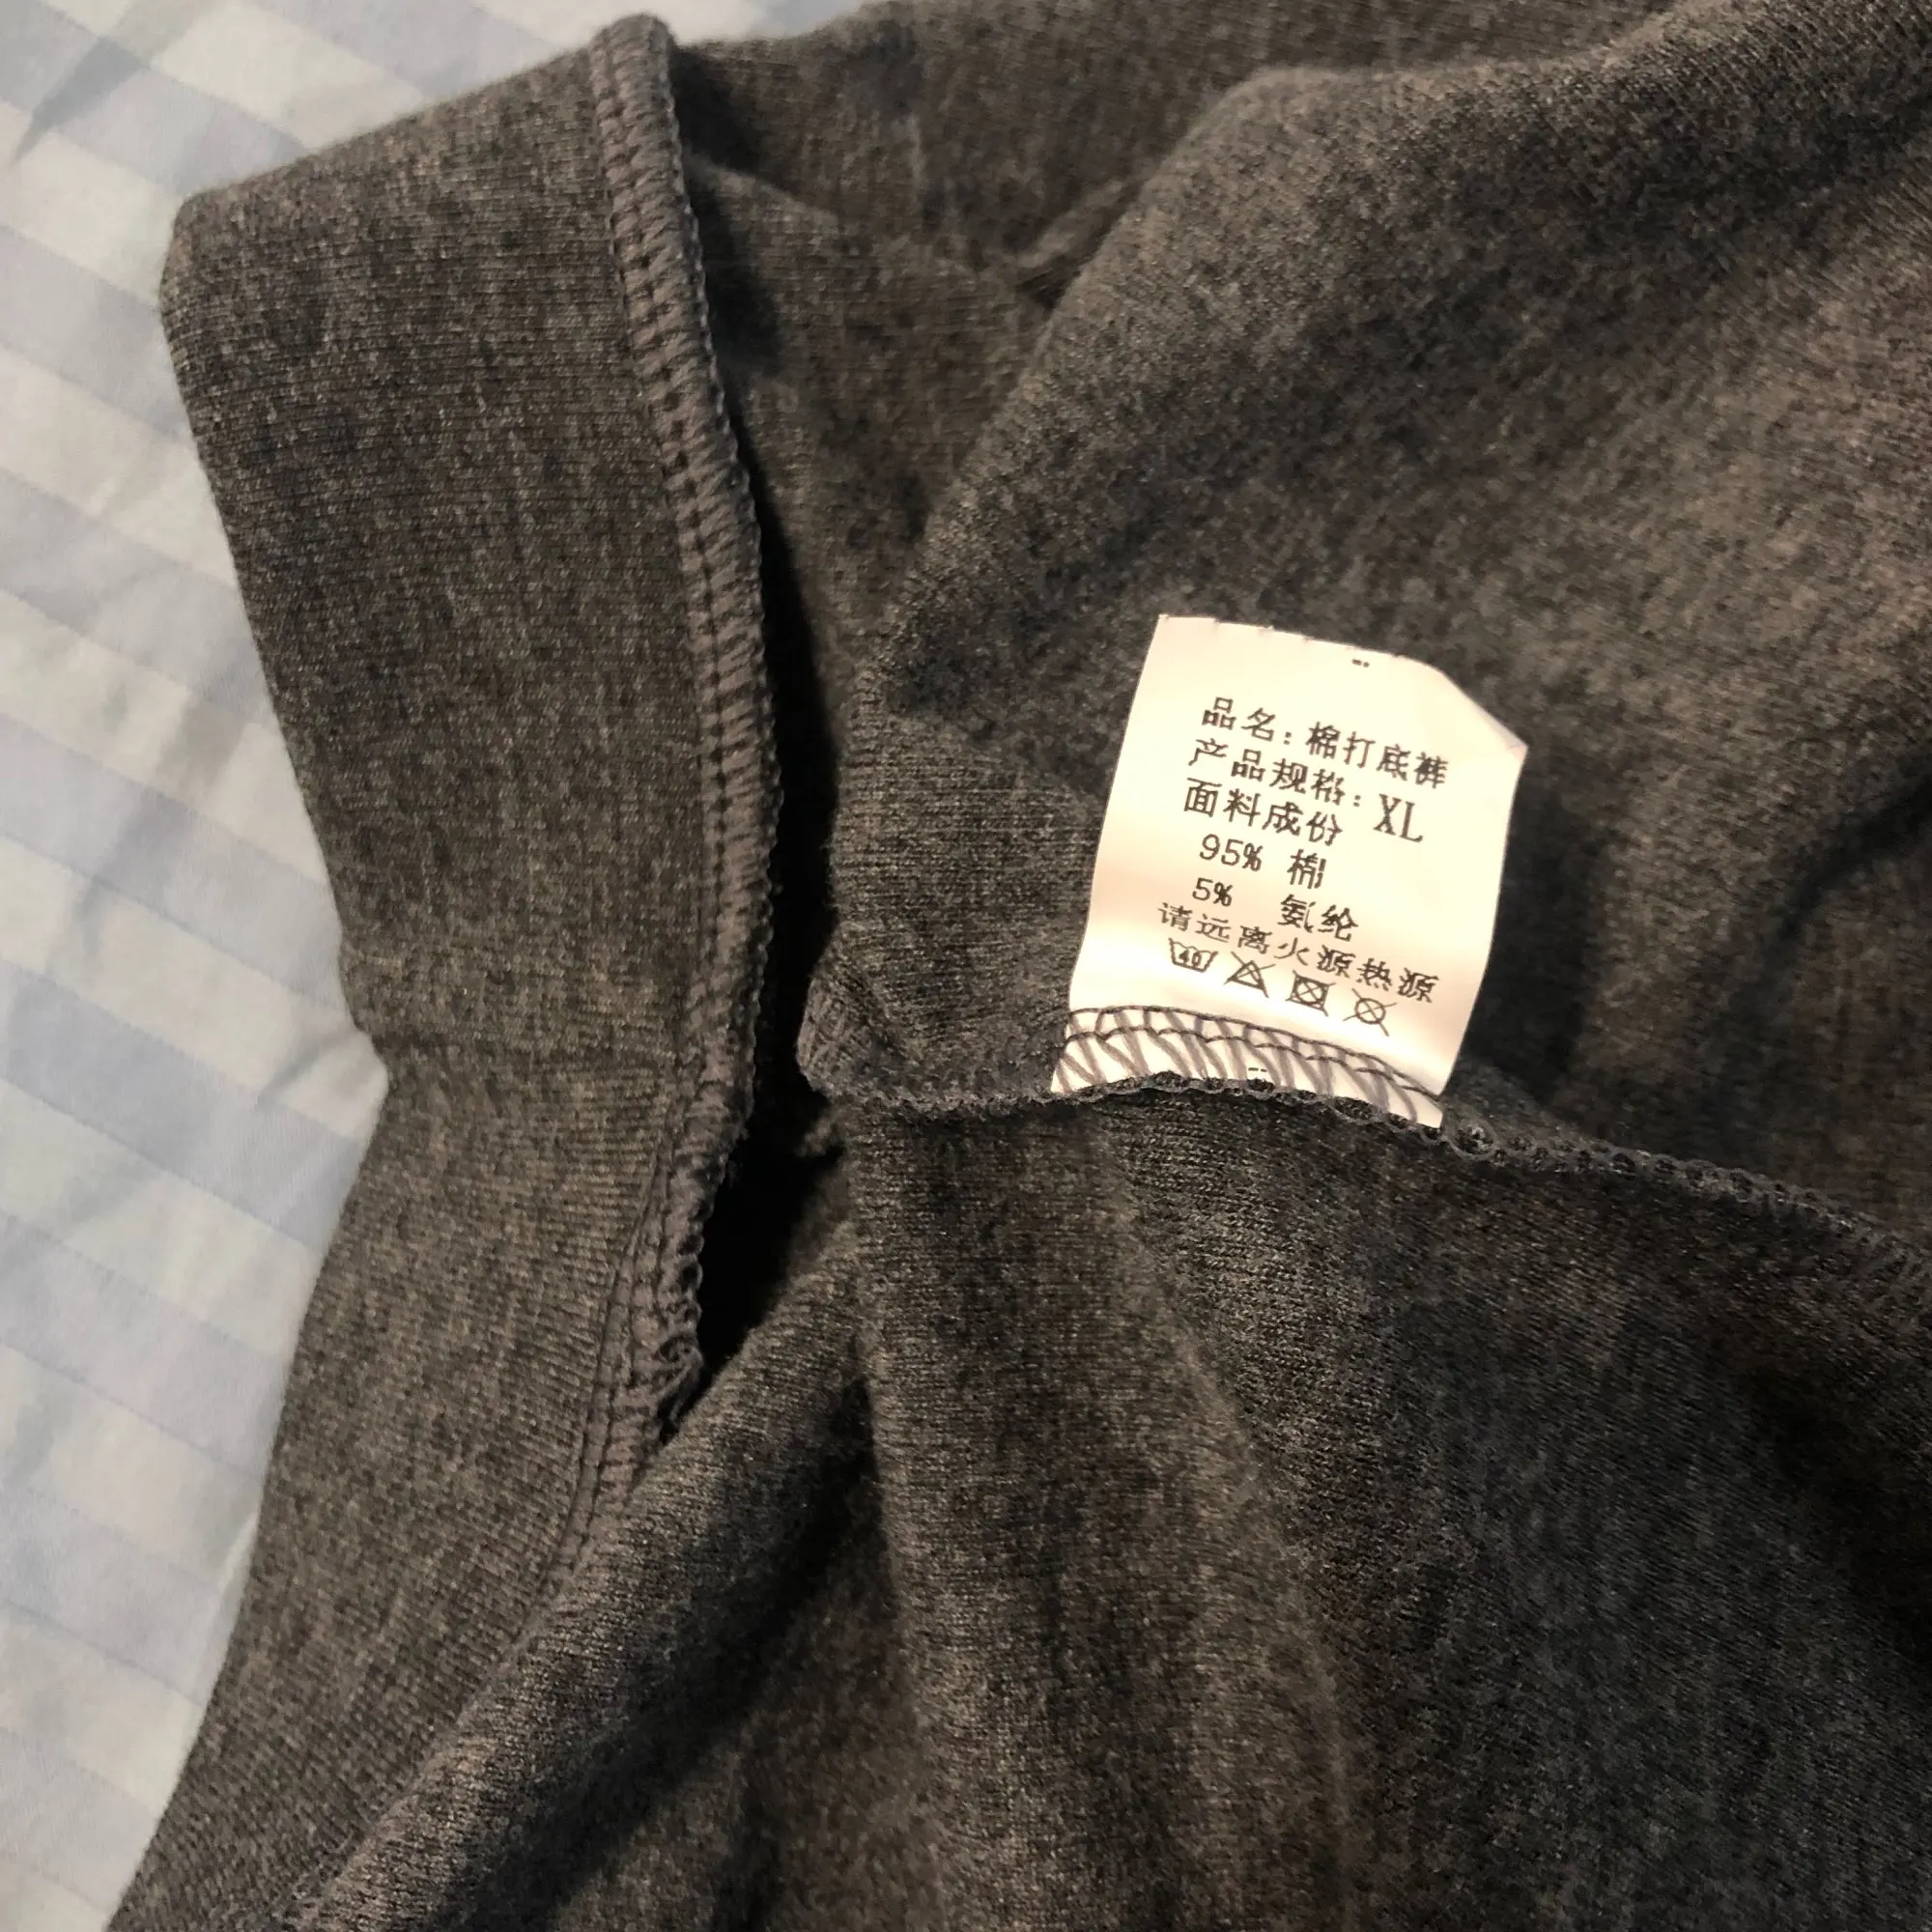 品名：棉打底裤
产品规格：XL
面料成份
95% 棉
5% 氨纶
请远离火源热源
40